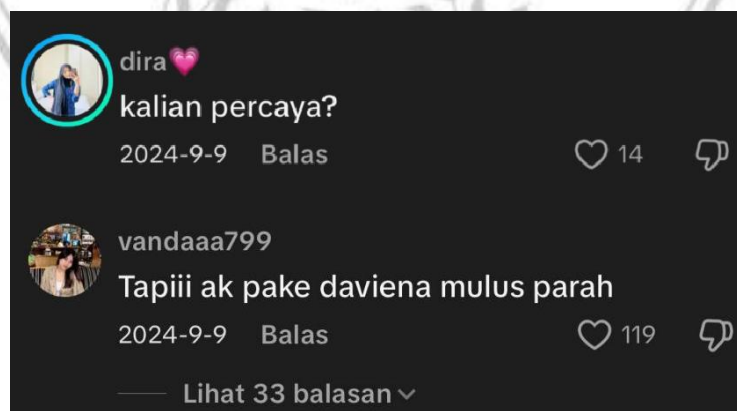 dira💗
kalian percaya?
2024-9-9 Balas 14
vandaaa799
Tapiii ak pake daviena mulus parah
2024-9-9 Balas 119
Lihat 33 balasan